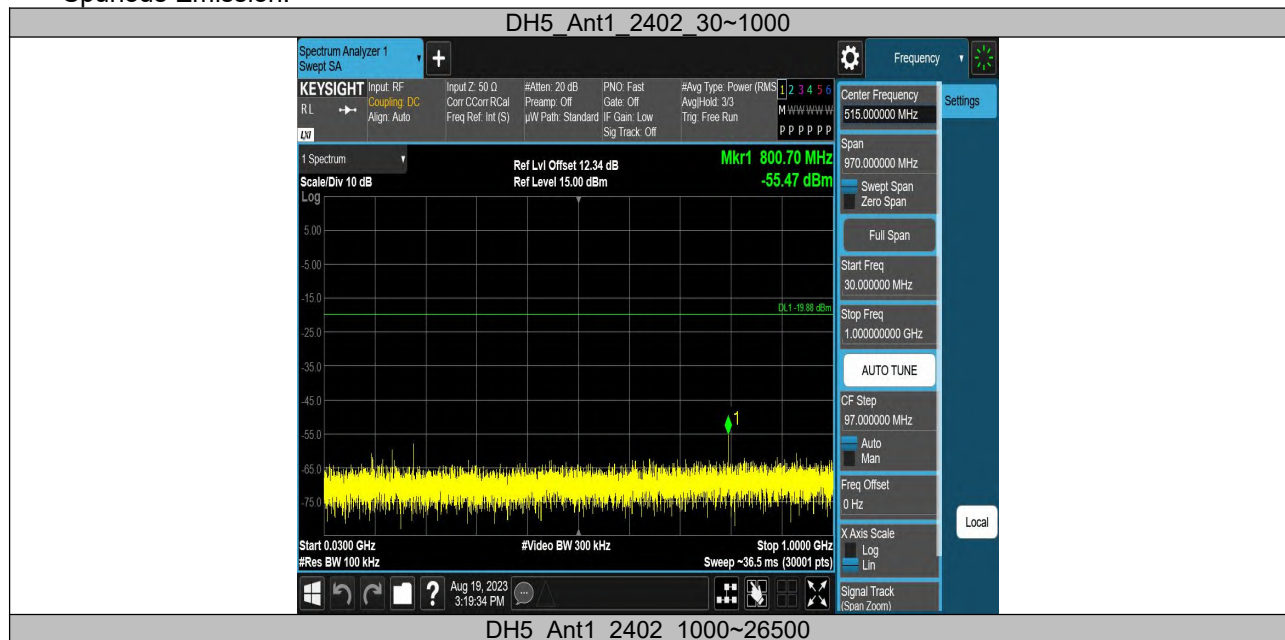 Spurious Emission:
DH5_Ant1_2402_30~1000
Spectrum Analyzer 1
Swept SA
+
Frequency
KEYSIGHT
RL
LXI
Input: RF
Coupling: DC
Align: Auto
Input Z: 50 Ω
Corr CCorr RCal
Freq Ref: Int (S)
#Atten: 20 dB
Preamp: Off
µW Path: Standard
PNO: Fast
Gate: Off
IF Gain: Low
Sig Track: Off
#Avg Type: Power (RMS
Avg|Hold: 3/3
Trig: Free Run
1 2 3 4 5 6
M W W W W W
P P P P P P
1 Spectrum
Scale/Div 10 dB
Ref Lvl Offset 12.34 dB
Ref Level 15.00 dBm
Mkr1 800.70 MHz
-55.47 dBm
Log
5.00
-5.00
-15.0
DL1 -19.88 dBm
-25.0
-35.0
-45.0
1
-55.0
-65.0
-75.0
Start 0.0300 GHz
#Video BW 300 kHz
Stop 1.0000 GHz
#Res BW 100 kHz
Sweep ~36.5 ms (30001 pts)
Center Frequency
515.000000 MHz
Settings
Span
970.000000 MHz
Swept Span
Zero Span
Full Span
Start Freq
30.000000 MHz
Stop Freq
1.000000000 GHz
AUTO TUNE
CF Step
97.000000 MHz
Auto
Man
Freq Offset
0 Hz
Local
X Axis Scale
Log
Lin
Signal Track
(Span Zoom)
?
Aug 19, 2023
3:19:34 PM
DH5_Ant1_2402_1000~26500